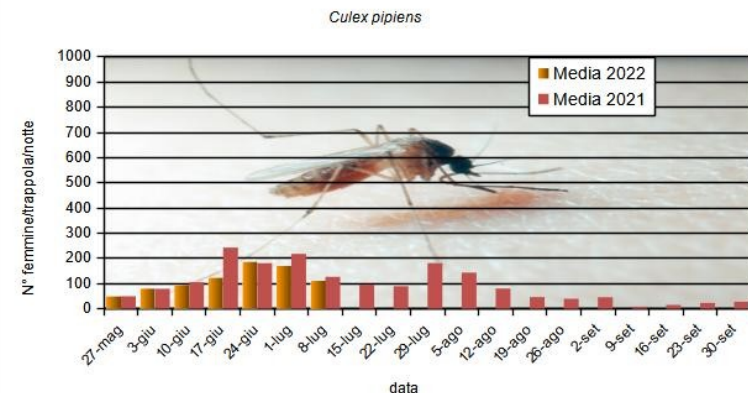 Culex pipiens
1000
900
800
700
600
500
400
300
200
100
0
N° femmine/trappola/notte
Media 2022
Media 2021
27-mag
3-giu
10-giu
17-giu
24-giu
1-lug
8-lug
15-lug
22-lug
29-lug
5-ago
12-ago
19-ago
26-ago
2-set
9-set
16-set
23-set
30-set
data